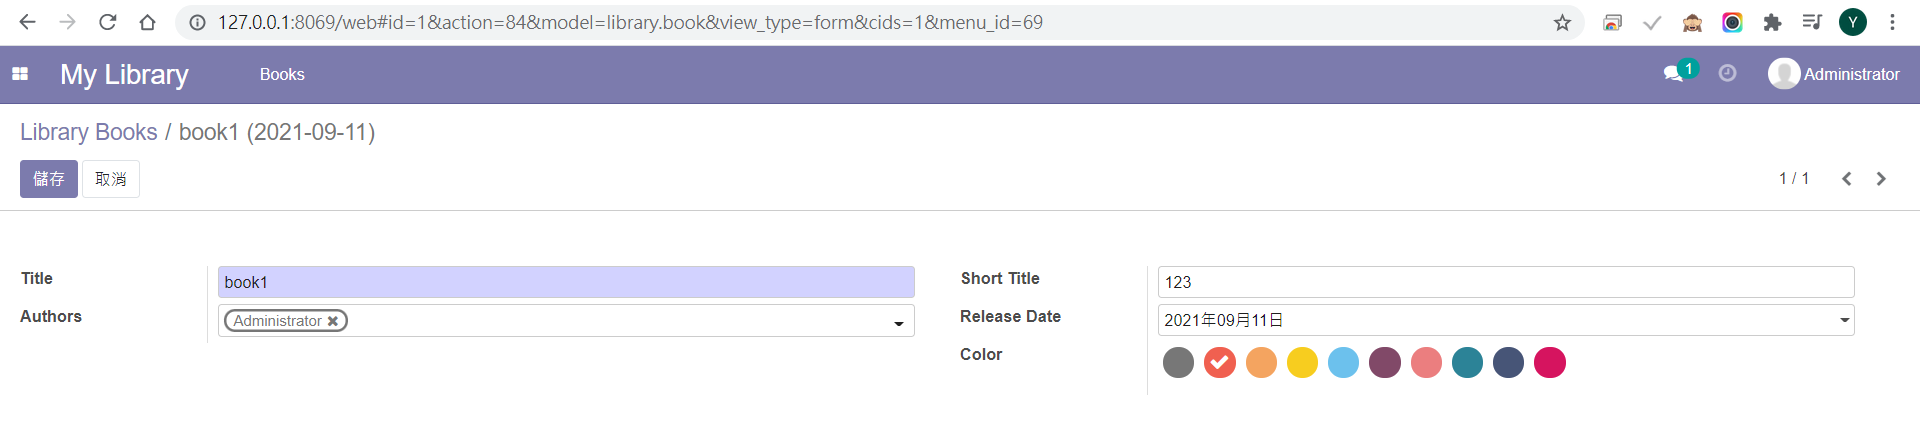 127.0.0.1:8069/web#id=1&action=84&model=library.book&view_type=form&cids=1&menu_id=69
Y
My Library Books 1 Administrator
Library Books / book1 (2021-09-11)
儲存 取消 1 / 1
Title book1 Short Title 123
Authors Administrator Release Date 2021年09月11日
Color